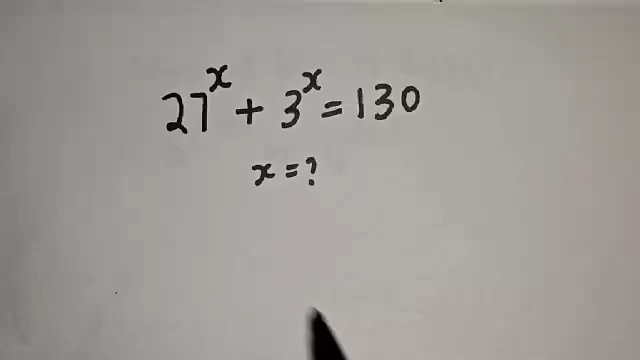 27^x + 3^x = 130
x = ?